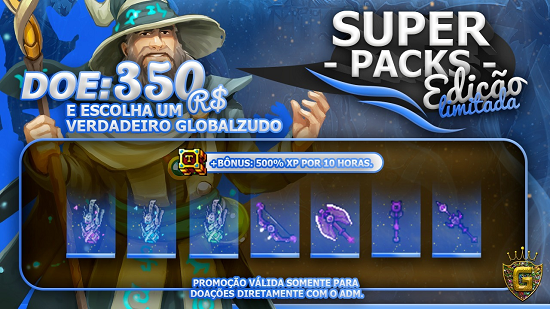 SUPER
- PACKS -
Edição
limitada
DOE: 350
R$
E ESCOLHA UM
VERDADEIRO GLOBALZUDO
+BÔNUS: 500% XP POR 10 HORAS.
PROMOÇÃO VÁLIDA SOMENTE PARA
DOAÇÕES DIRETAMENTE COM O ADM.
G